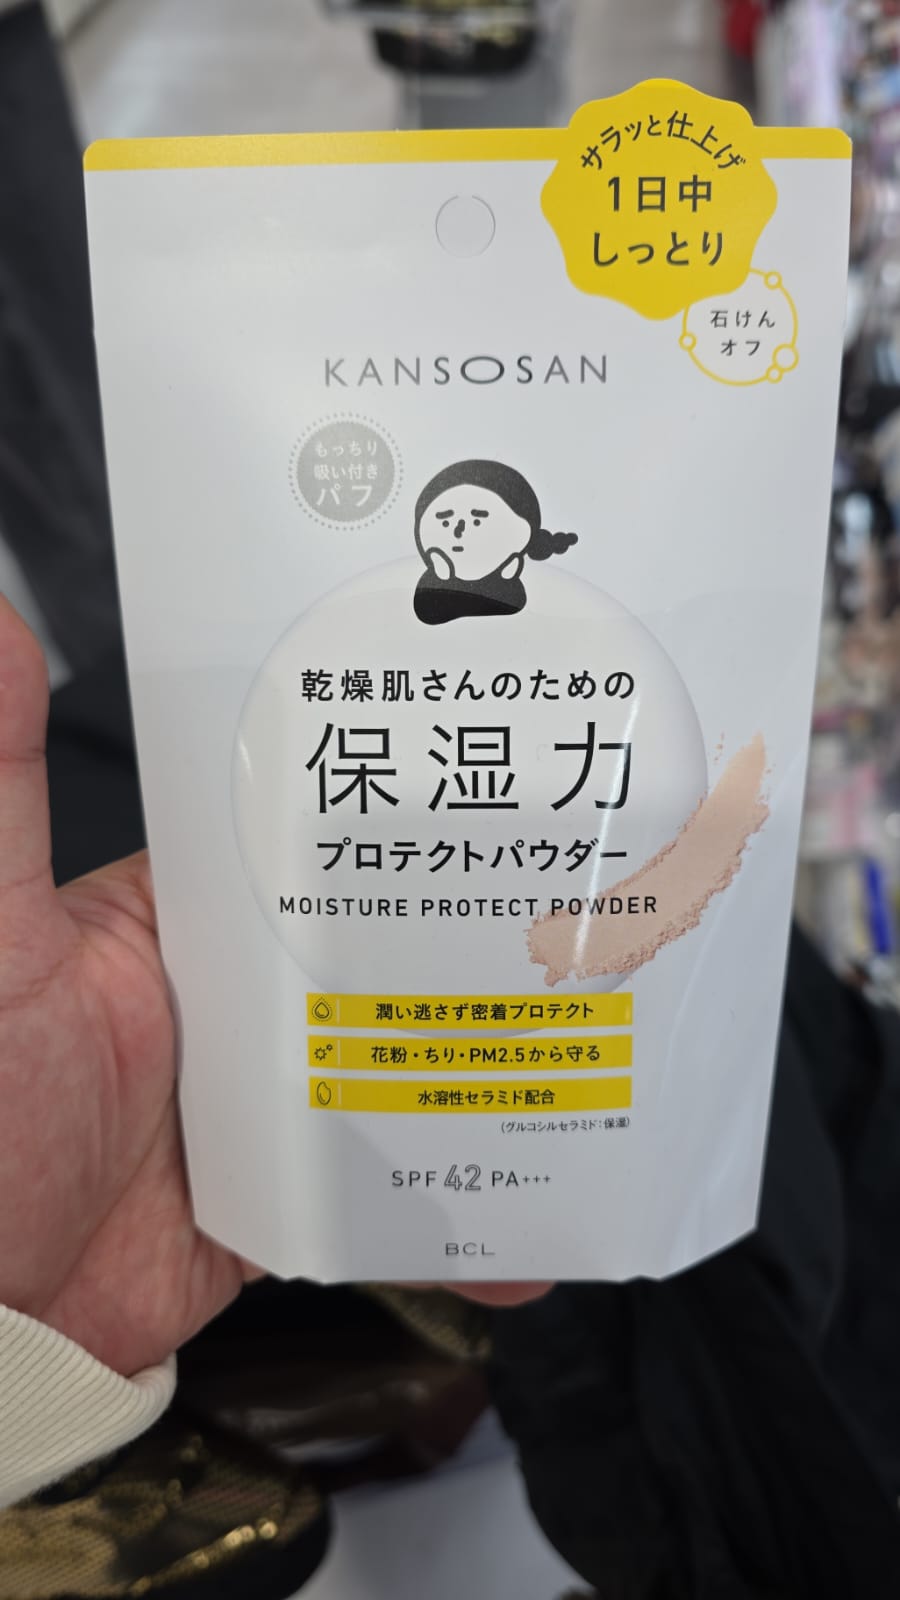 サラッと仕上げ
1日中
しっとり
石けん
オフ
KANSOSAN
もっちり
吸い付き
パフ
乾燥肌さんのための
保湿力
プロテクトパウダー
MOISTURE PROTECT POWDER
潤い逃さず密着プロテクト
花粉・ちり・PM2.5から守る
水溶性セラミド配合
(グルコシルセラミド:保湿)
SPF 42 PA+++
BCL